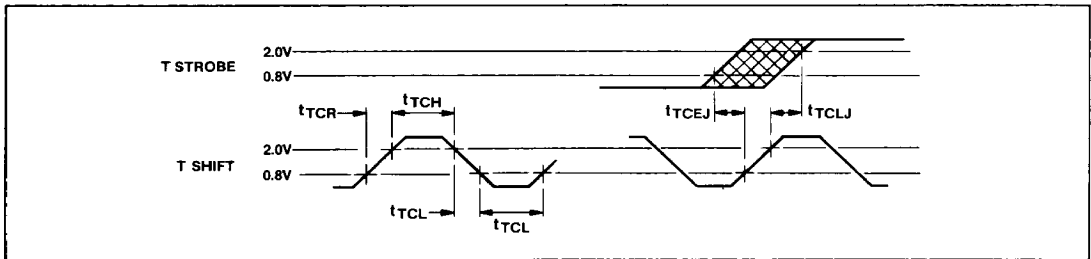 T STROBE
2.0V
0.8V
tTCR
tTCH
tTCEJ
tTCLJ
T SHIFT
2.0V
0.8V
tTCL
tTCL